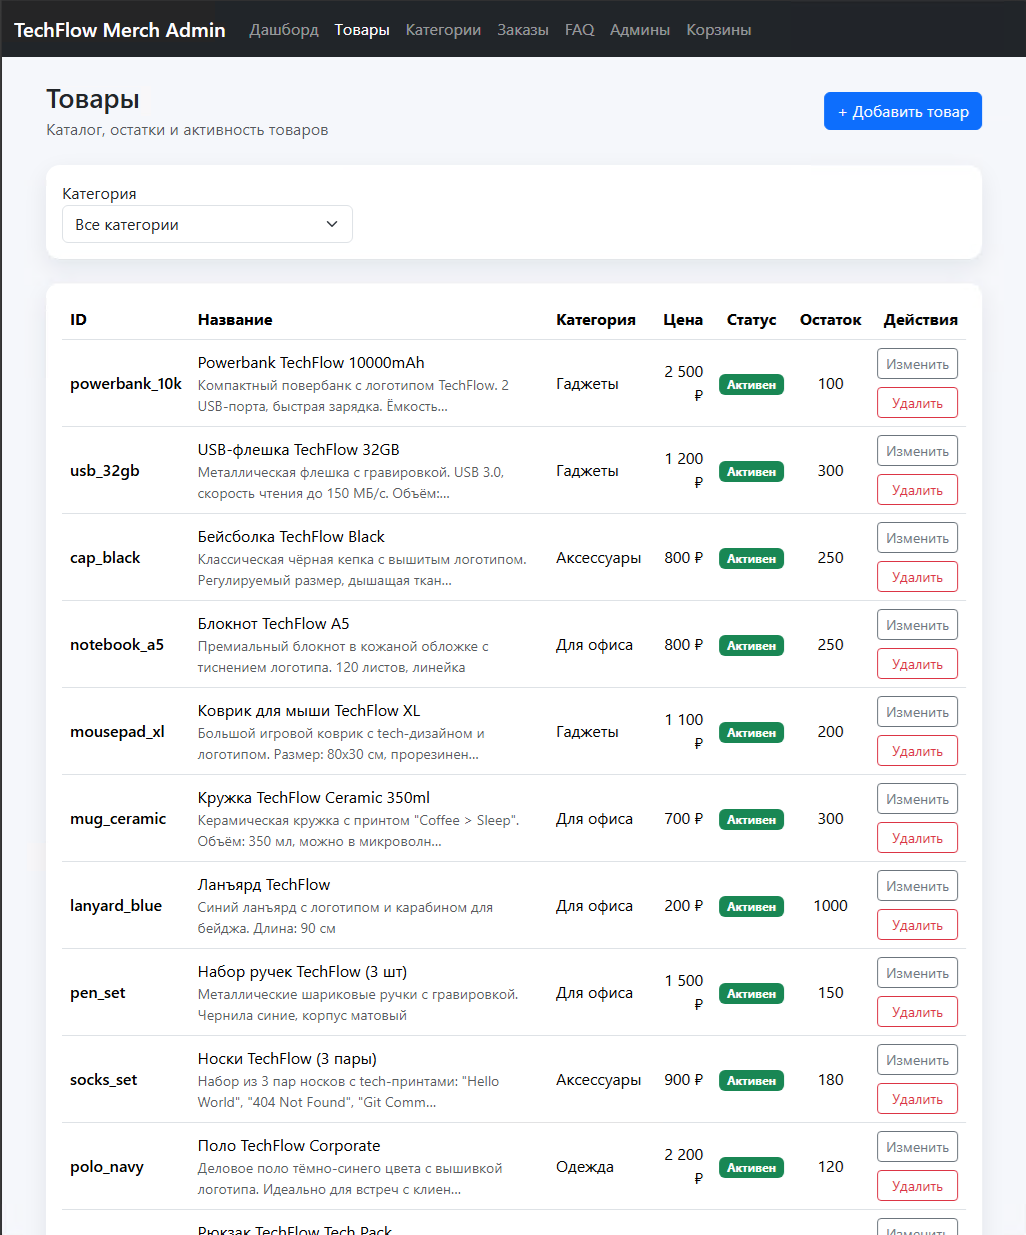 TechFlow Merch Admin Дашборд Товары Категории Заказы FAQ Админы Корзины
Товары
Каталог, остатки и активность товаров
+ Добавить товар
Категория
Все категории
ID Название Категория Цена Статус Остаток Действия
powerbank_10k
Powerbank TechFlow 10000mAh
Компактный повербанк с логотипом TechFlow. 2
USB-порта, быстрая зарядка. Ёмкость...
Гаджеты
2 500
₽
Активен
100
Изменить
Удалить
usb_32gb
USB-флешка TechFlow 32GB
Металлическая флешка с гравировкой. USB 3.0,
скорость чтения до 150 МБ/с. Объём:...
Гаджеты
1 200
₽
Активен
300
Изменить
Удалить
cap_black
Бейсболка TechFlow Black
Классическая чёрная кепка с вышитым логотипом.
Регулируемый размер, дышащая ткан...
Аксессуары
800 ₽
Активен
250
Изменить
Удалить
notebook_a5
Блокнот TechFlow A5
Премиальный блокнот в кожаной обложке с
тиснением логотипа. 120 листов, линейка
Для офиса
800 ₽
Активен
250
Изменить
Удалить
mousepad_xl
Коврик для мыши TechFlow XL
Большой игровой коврик с tech-дизайном и
логотипом. Размер: 80x30 см, прорезинен...
Гаджеты
1 100
₽
Активен
200
Изменить
Удалить
mug_ceramic
Кружка TechFlow Ceramic 350ml
Керамическая кружка с принтом "Coffee > Sleep".
Объём: 350 мл, можно в микроволн...
Для офиса
700 ₽
Активен
300
Изменить
Удалить
lanyard_blue
Ланъярд TechFlow
Синий ланъярд с логотипом и карабином для
бейджа. Длина: 90 см
Для офиса
200 ₽
Активен
1000
Изменить
Удалить
pen_set
Набор ручек TechFlow (3 шт)
Металлические шариковые ручки с гравировкой.
Чернила синие, корпус матовый
Для офиса
1 500
₽
Активен
150
Изменить
Удалить
socks_set
Носки TechFlow (3 пары)
Набор из 3 пар носков с tech-принтами: "Hello
World", "404 Not Found", "Git Comm...
Аксессуары
900 ₽
Активен
180
Изменить
Удалить
polo_navy
Поло TechFlow Corporate
Деловое поло тёмно-синего цвета с вышивкой
логотипа. Идеально для встреч с клиен...
Одежда
2 200
₽
Активен
120
Изменить
Удалить
Рюкзак TechFlow Tech Pack
Изменить